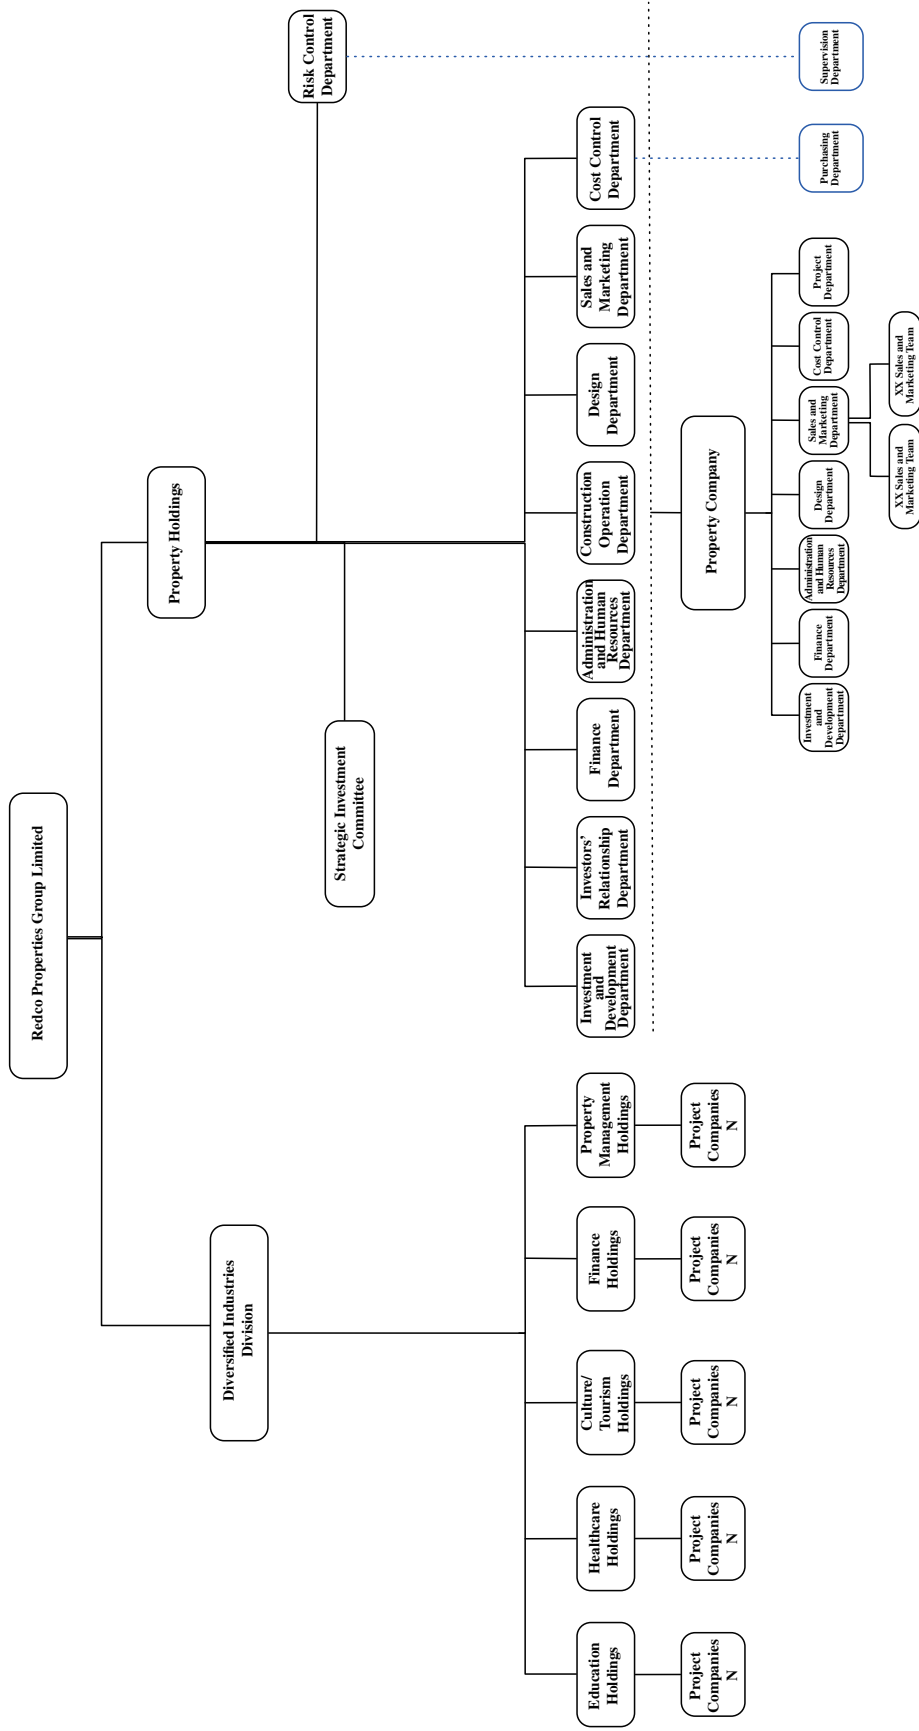 Redco Properties Group Limited
Diversified Industries
Division
Property Holdings
Strategic Investment
Committee
Risk Control
Department
Education
Holdings
Healthcare
Holdings
Culture/
Tourism
Holdings
Finance
Holdings
Property
Management
Holdings
Investment
and
Development
Department
Investors’
Relationship
Department
Finance
Department
Administration
and Human
Resources
Department
Construction
Operation
Department
Design
Department
Sales and
Marketing
Department
Cost Control
Department
Project
Companies
N
Project
Companies
N
Project
Companies
N
Project
Companies
N
Project
Companies
N
Property Company
Investment
and
Development
Department
Finance
Department
Administration
and Human
Resources
Department
Design
Department
Sales and
Marketing
Department
Cost Control
Department
Project
Department
Purchasing
Department
Supervision
Department
XX Sales and
Marketing Team
XX Sales and
Marketing Team